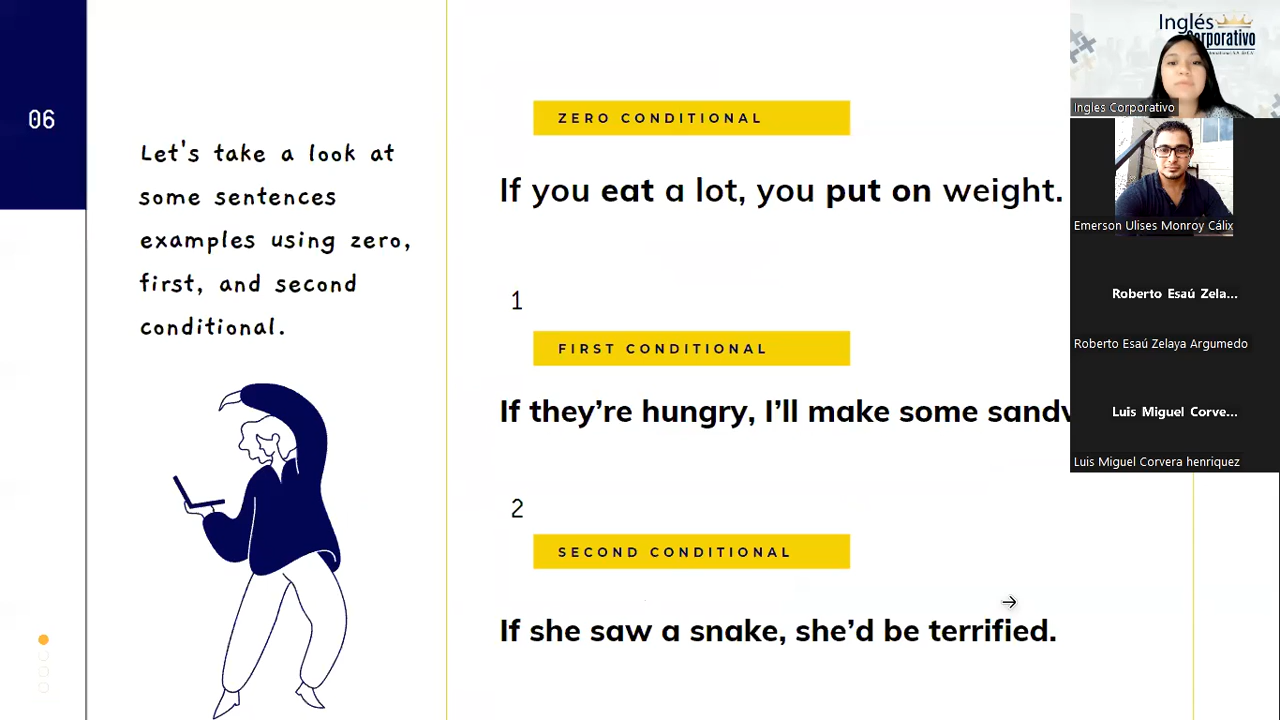 06
Let's take a look at
some sentences
examples using zero,
first, and second
conditional.
ZERO CONDITIONAL
If you eat a lot, you put on weight.
1
FIRST CONDITIONAL
If they're hungry, I'll make some
2
SECOND CONDITIONAL
If she saw a snake, she'd be terrified.
Inglés
Corporativo
Ingles Corporativo
Emerson Ulises Monroy Cálix
Roberto Esaú Zela...
Roberto Esaú Zelaya Argumedo
Luis Miguel Corve...
Luis Miguel Corvera henriquez